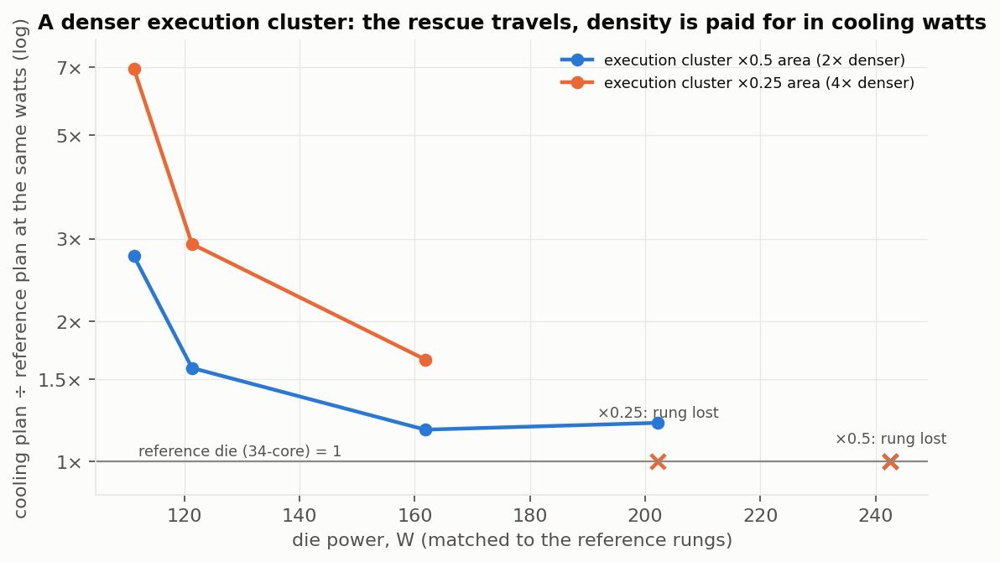 A denser execution cluster: the rescue travels, density is paid for in cooling watts
cooling plan ÷ reference plan at the same watts (log)
execution cluster ×0.5 area (2× denser)
execution cluster ×0.25 area (4× denser)
7×
5×
3×
2×
1.5×
1×
×0.25: rung lost
×0.5: rung lost
reference die (34-core) = 1
120 140 160 180 200 220 240
die power, W (matched to the reference rungs)